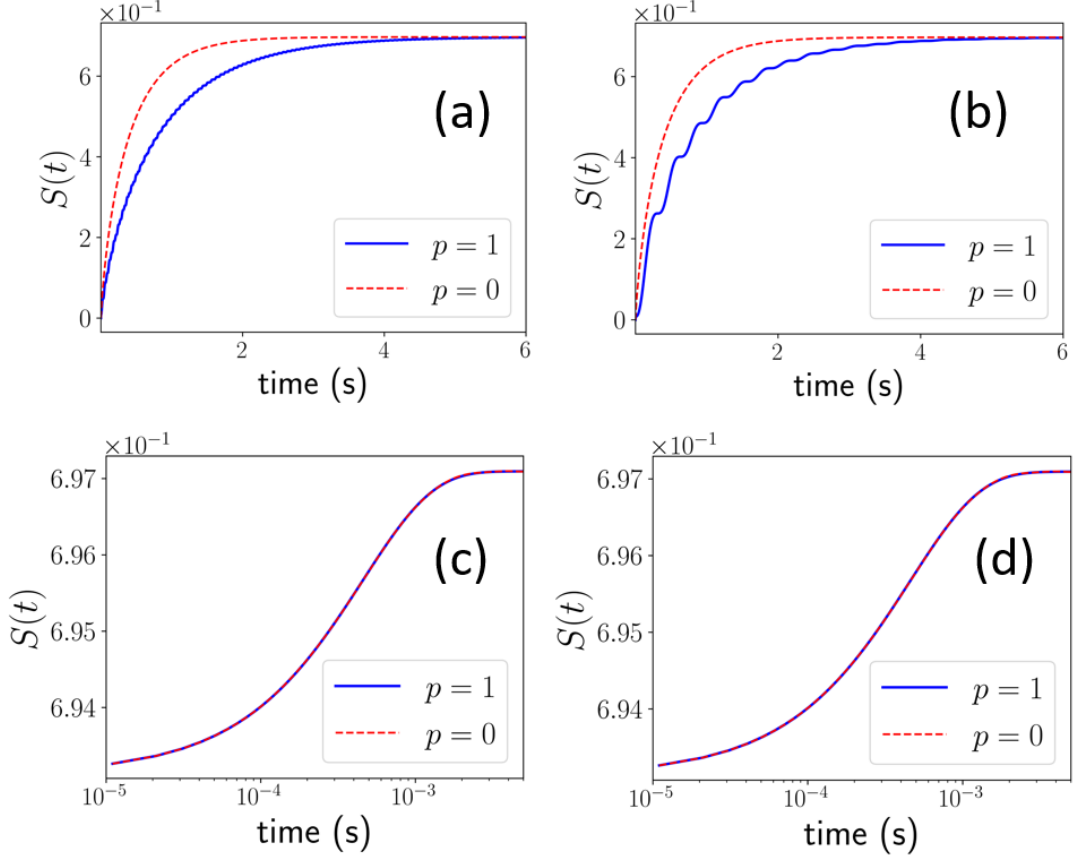 ×10⁻¹
6
4
2
0
S(t)
(a)
p = 1
p = 0
2
4
6
time (s)
×10⁻¹
6
4
2
0
S(t)
(b)
p = 1
p = 0
2
4
6
time (s)
×10⁻¹
6.97
6.96
6.95
6.94
S(t)
(c)
p = 1
p = 0
10⁻⁵
10⁻⁴
10⁻³
time (s)
×10⁻¹
6.97
6.96
6.95
6.94
S(t)
(d)
p = 1
p = 0
10⁻⁵
10⁻⁴
10⁻³
time (s)